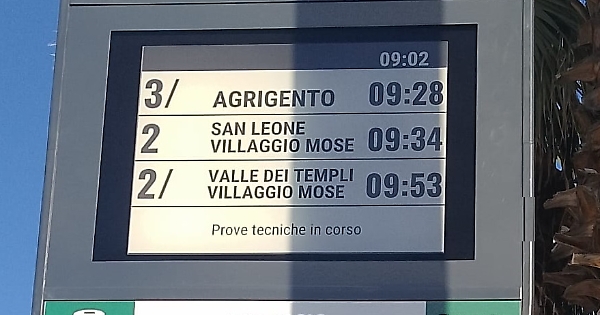 09:02
3/ AGRIGENTO 09:28
2 SAN LEONE VILLAGGIO MOSE 09:34
2/ VALLE DEI TEMPLI VILLAGGIO MOSE 09:53
Prove tecniche in corso